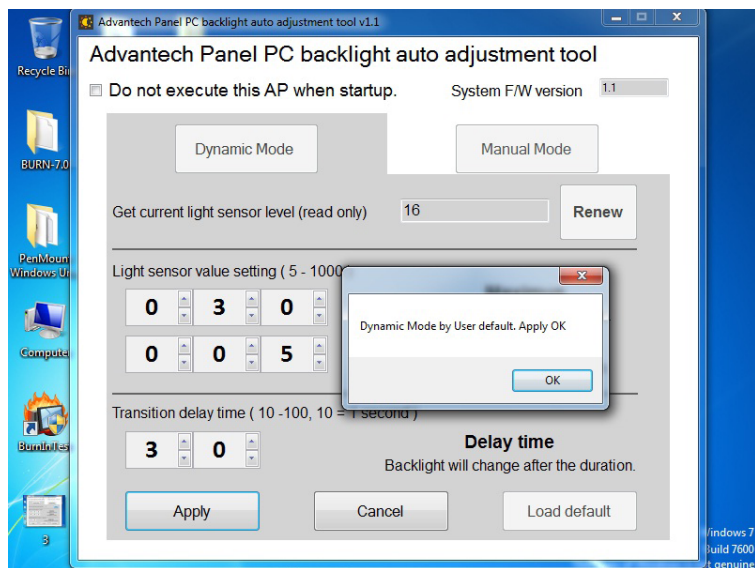 Advantech Panel PC backlight auto adjustment tool v1.1
Recycle Bin
Advantech Panel PC backlight auto adjustment tool
Do not execute this AP when startup.
System F/W version
1.1
BURN-7.0
Dynamic Mode
Manual Mode
Get current light sensor level (read only)
16
Renew
PenMoun
Windows Un
Light sensor value setting ( 5 - 1000
0 3 0
Dynamic Mode by User default. Apply OK
Compute
0 0 5
OK
Transition delay time ( 10 -100, 10 = 1 second )
BurnInTes
3 0
Delay time
Backlight will change after the duration.
Apply
Cancel
Load default
3
Windows 7
Build 7600
t genuine